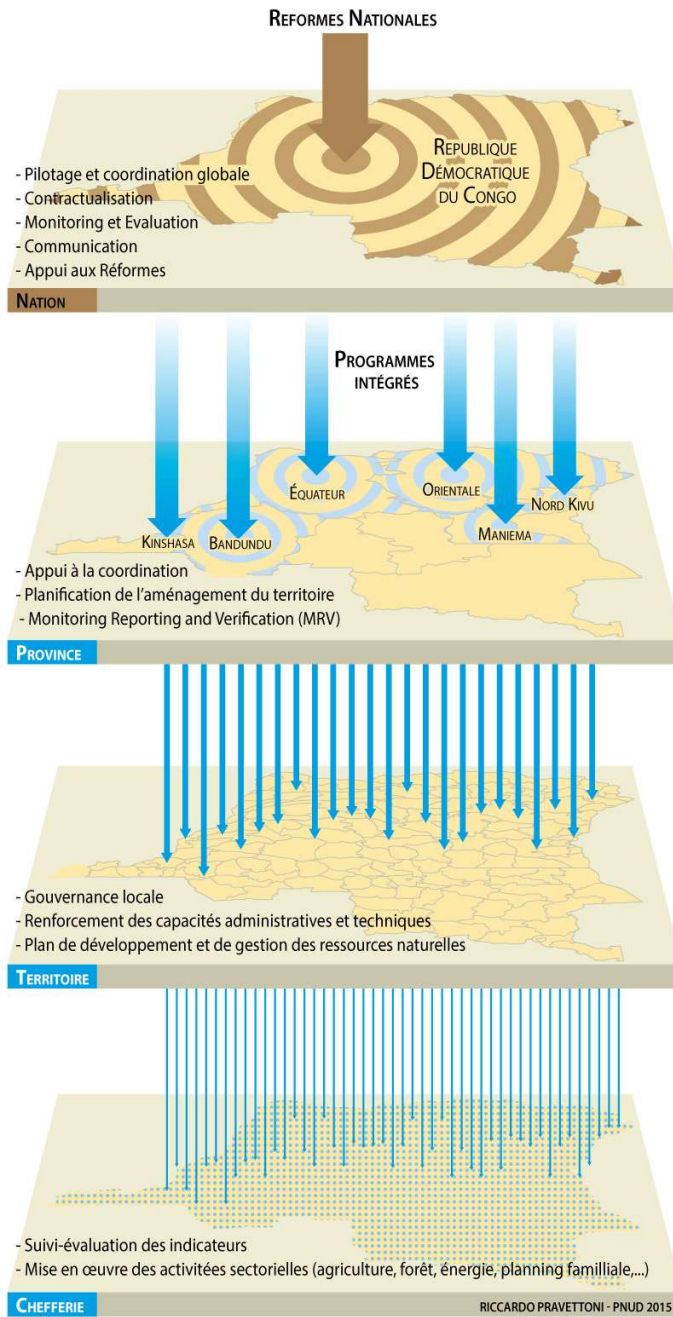 REFORMES NATIONALES
REPUBLIQUE
DÉMOCRATIQUE
DU CONGO
- Pilotage et coordination globale
- Contractualisation
- Monitoring et Evaluation
- Communication
- Appui aux Réformes
NATION
PROGRAMMES
INTÉGRÉS
ÉQUATEUR
ORIENTALE
NORD KIVU
KINSHASA
BANDUNDU
MANIEMA
- Appui à la coordination
- Planification de l'aménagement du territoire
- Monitoring Reporting and Verification (MRV)
PROVINCE
- Gouvernance locale
- Renforcement des capacités administratives et techniques
- Plan de développement et de gestion des ressources naturelles
TERRITOIRE
- Suivi-évaluation des indicateurs
- Mise en œuvre des activitées sectorielles (agriculture, forêt, énergie, planning familliale,...)
CHEFFERIE
RICCARDO PRAVETTONI - PNUD 2015